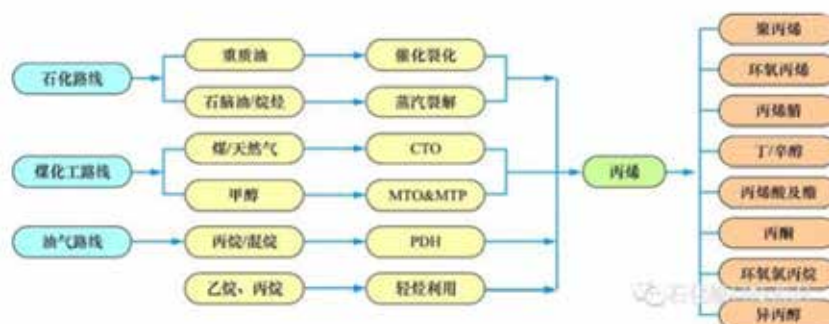 石化路线
重质油
催化裂化
石脑油/烷烃
蒸汽裂解
煤化工路线
煤/天然气
CTO
甲醇
MTO&MTP
油气路线
丙烷/混烷
PDH
乙烷、丙烷
轻烃利用
丙烯
聚丙烯
环氧丙烯
丙烯腈
丁/辛醇
丙烯酸及酯
丙酮
环氧氯丙烷
异丙醇